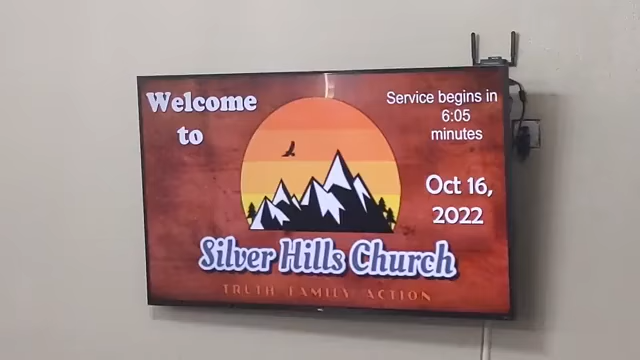 Welcome
to
Service begins in
6:05
minutes
Oct 16,
2022
Silver Hills Church
TRUTH FAMILY ACTION